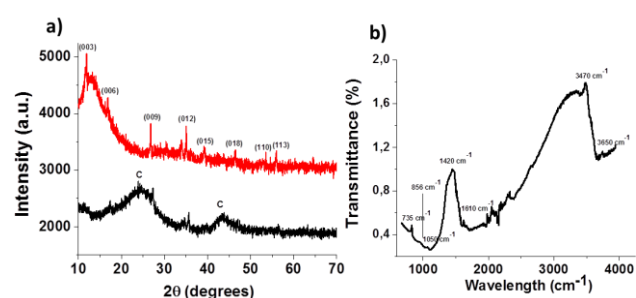 a)
Intensity (a.u.)
5000
4000
3000
2000
(003)
(006)
(009)
(012)
(015)
(018)
(110)
(113)
C
C
10 20 30 40 50 60 70
2θ (degrees)
b)
Transmittance (%)
2,0
1,6
1,2
0,8
0,4
735 cm⁻¹
856 cm⁻¹
1050 cm⁻¹
1420 cm⁻¹
1610 cm⁻¹
3470 cm⁻¹
3650 cm⁻¹
1000 2000 3000 4000
Wavelength (cm⁻¹)